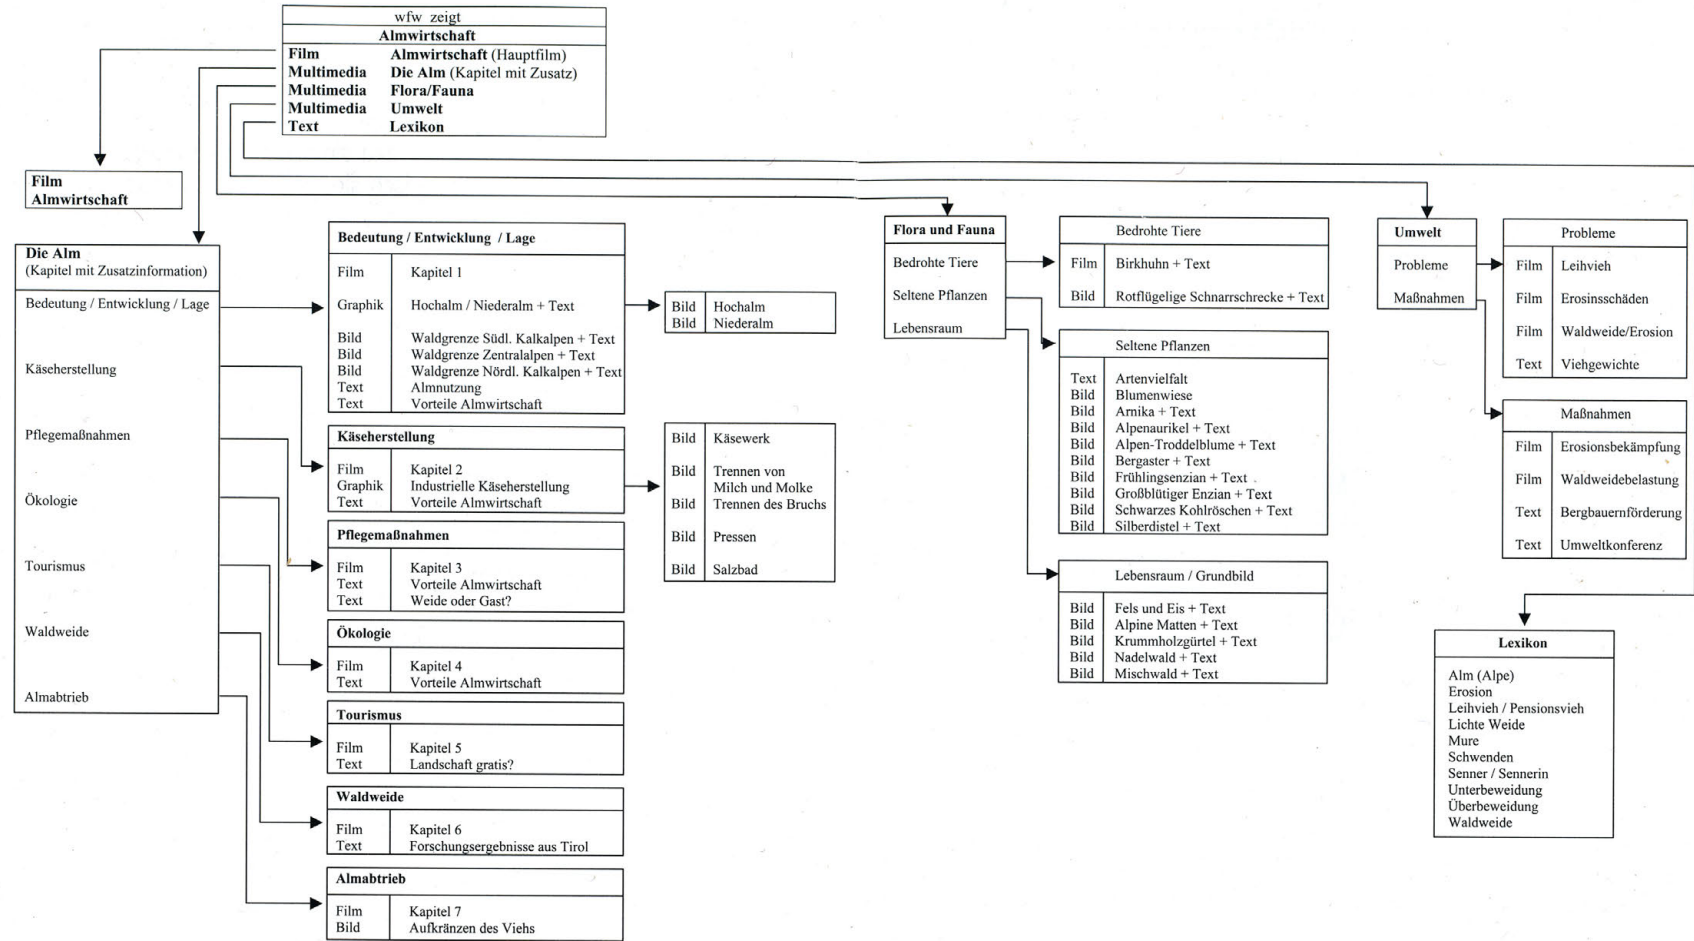 wfw zeigt
Almwirtschaft
Film Almwirtschaft (Hauptfilm)
Multimedia Die Alm (Kapitel mit Zusatz)
Multimedia Flora/Fauna
Multimedia Umwelt
Text Lexikon
Film
Almwirtschaft
Die Alm
(Kapitel mit Zusatzinformation)
Bedeutung / Entwicklung / Lage
Käseherstellung
Pflegemaßnahmen
Ökologie
Tourismus
Waldweide
Almabtrieb
Bedeutung / Entwicklung / Lage
Film Kapitel 1
Graphik Hochalm / Niederalm + Text
Bild Waldgrenze Südl. Kalkalpen + Text
Bild Waldgrenze Zentralalpen + Text
Bild Waldgrenze Nördl. Kalkalpen + Text
Text Almnutzung
Text Vorteile Almwirtschaft
Bild Hochalm
Bild Niederalm
Käseherstellung
Film Kapitel 2
Graphik Industrielle Käseherstellung
Text Vorteile Almwirtschaft
Bild Käsewerk
Bild Trennen von
Milch und Molke
Bild Trennen des Bruchs
Bild Pressen
Bild Salzbad
Pflegemaßnahmen
Film Kapitel 3
Text Vorteile Almwirtschaft
Text Weide oder Gast?
Ökologie
Film Kapitel 4
Text Vorteile Almwirtschaft
Tourismus
Film Kapitel 5
Text Landschaft gratis?
Waldweide
Film Kapitel 6
Text Forschungsergebnisse aus Tirol
Almabtrieb
Film Kapitel 7
Bild Aufkränzen des Viehs
Flora und Fauna
Bedrohte Tiere
Seltene Pflanzen
Lebensraum
Bedrohte Tiere
Film Birkhuhn + Text
Bild Rotflügelige Schnarrschrecke + Text
Seltene Pflanzen
Text Artenvielfalt
Bild Blumenwiese
Bild Arnika + Text
Bild Alpenaurikel + Text
Bild Alpen-Troddelblume + Text
Bild Bergaster + Text
Bild Frühlingsenzian + Text
Bild Großblütiger Enzian + Text
Bild Schwarzes Kohlröschen + Text
Bild Silberdistel + Text
Lebensraum / Grundbild
Bild Fels und Eis + Text
Bild Alpine Matten + Text
Bild Krummholzgürtel + Text
Bild Nadelwald + Text
Bild Mischwald + Text
Umwelt
Probleme
Maßnahmen
Probleme
Film Leihvieh
Film Erosinsschäden
Film Waldweide/Erosion
Text Viehgewichte
Maßnahmen
Film Erosionsbekämpfung
Film Waldweidebelastung
Text Bergbauernförderung
Text Umweltkonferenz
Lexikon
Alm (Alpe)
Erosion
Leihvieh / Pensionsvieh
Lichte Weide
Mure
Schwenden
Senner / Sennerin
Unterbeweidung
Überbeweidung
Waldweide